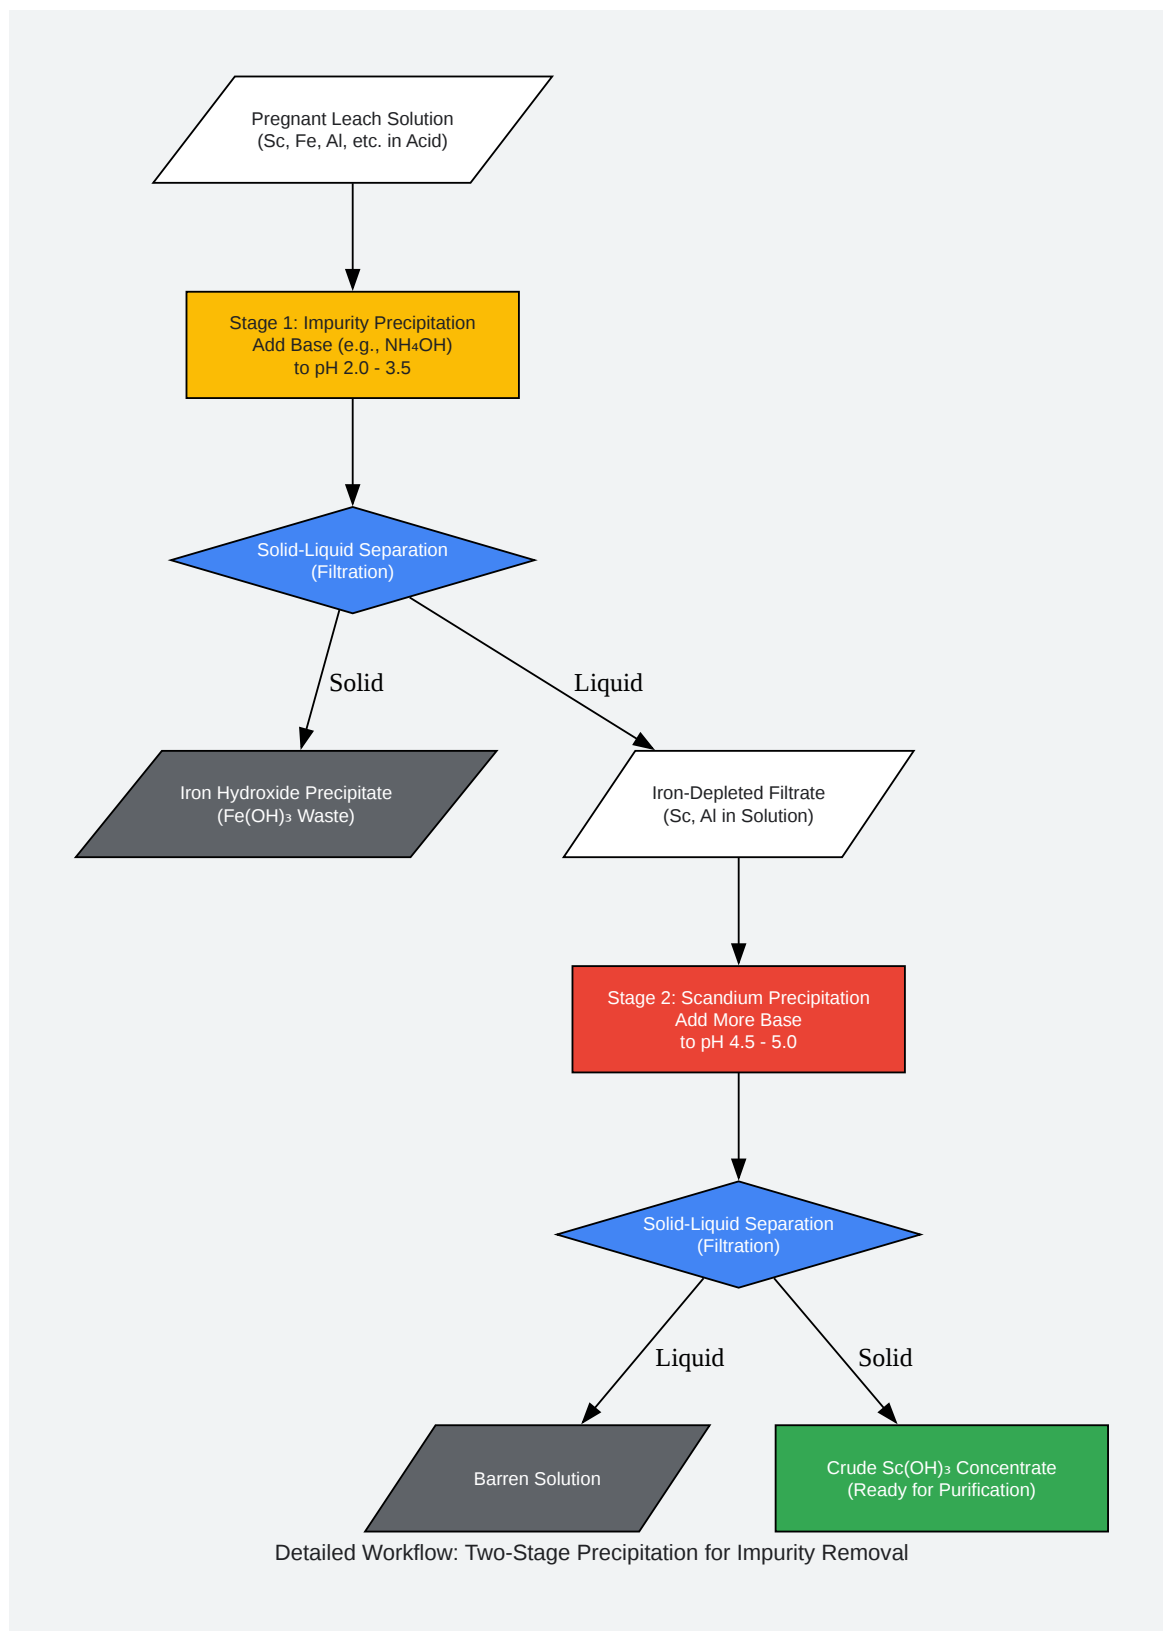 Pregnant Leach Solution
(Sc, Fe, Al, etc. in Acid)
Stage 1: Impurity Precipitation
Add Base (e.g., NH₄OH)
to pH 2.0 - 3.5
Solid-Liquid Separation
(Filtration)
Solid
Liquid
Iron Hydroxide Precipitate
(Fe(OH)₃ Waste)
Iron-Depleted Filtrate
(Sc, Al in Solution)
Stage 2: Scandium Precipitation
Add More Base
to pH 4.5 - 5.0
Solid-Liquid Separation
(Filtration)
Liquid
Solid
Barren Solution
Crude Sc(OH)₃ Concentrate
(Ready for Purification)
Detailed Workflow: Two-Stage Precipitation for Impurity Removal